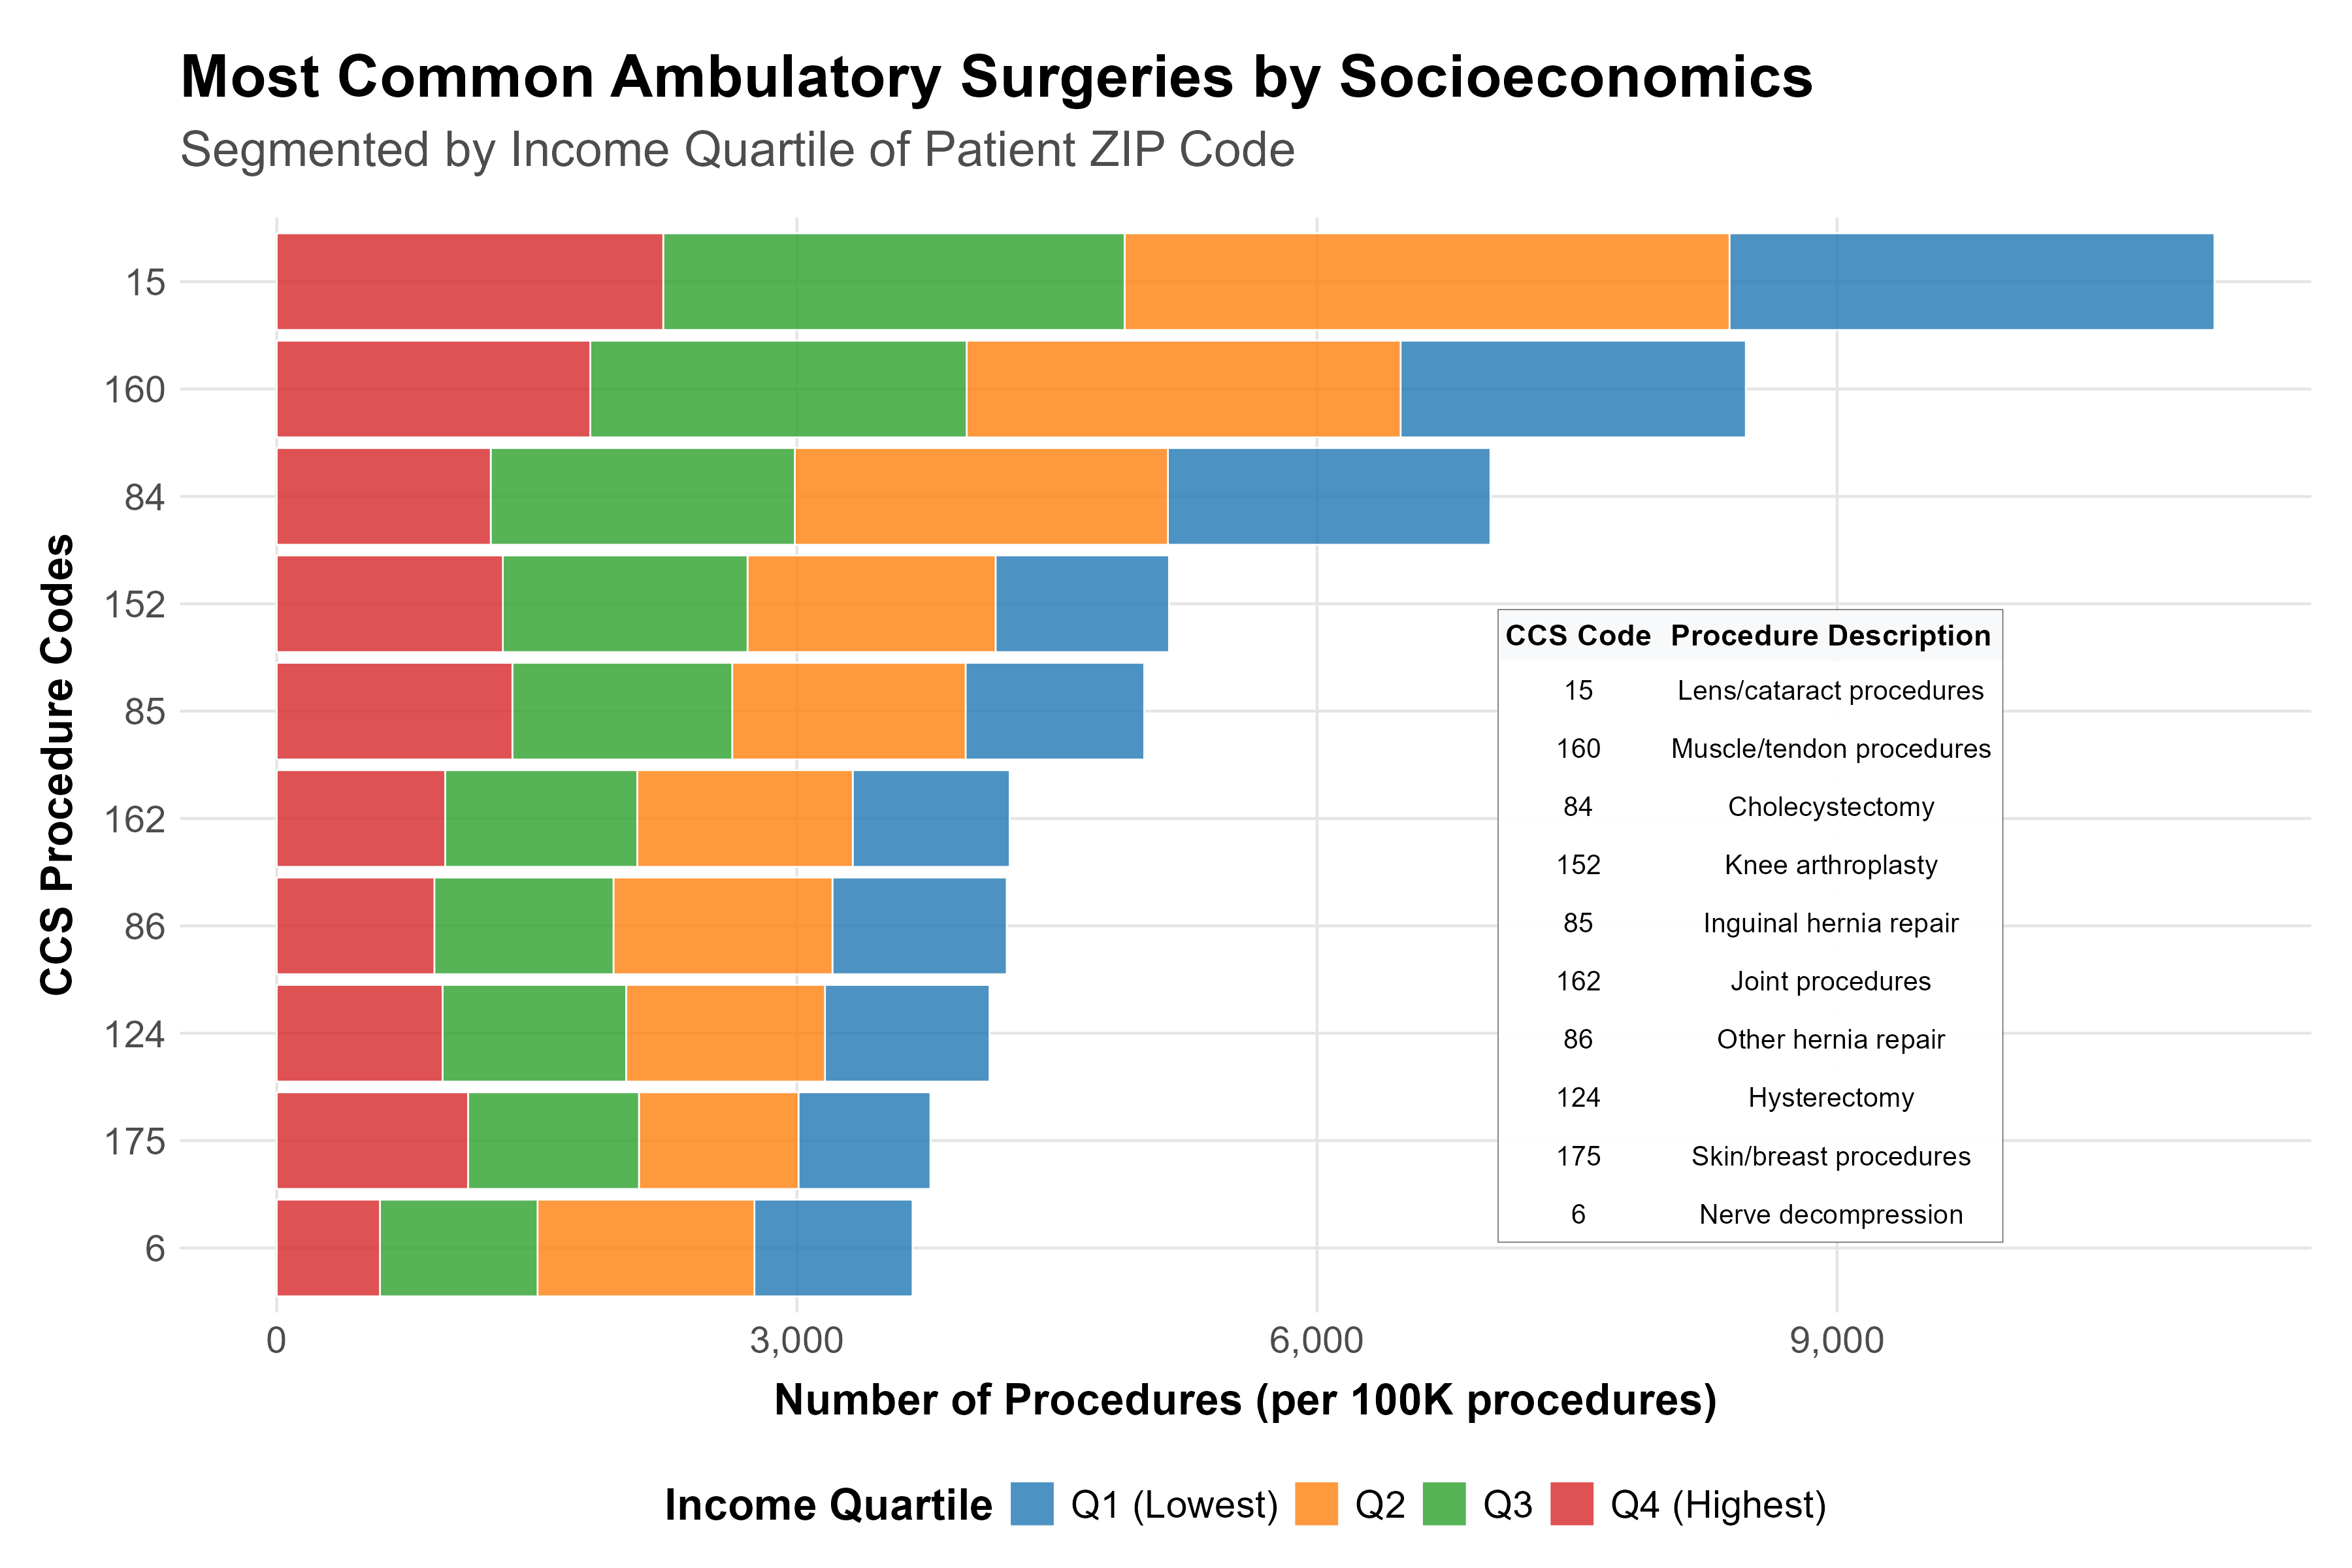 Most Common Ambulatory Surgeries by Socioeconomics
Segmented by Income Quartile of Patient ZIP Code
CCS Procedure Codes
15
160
84
152
85
162
86
124
175
6
CCS Code Procedure Description
15 Lens/cataract procedures
160 Muscle/tendon procedures
84 Cholecystectomy
152 Knee arthroplasty
85 Inguinal hernia repair
162 Joint procedures
86 Other hernia repair
124 Hysterectomy
175 Skin/breast procedures
6 Nerve decompression
0 3,000 6,000 9,000
Number of Procedures (per 100K procedures)
Income Quartile Q1 (Lowest) Q2 Q3 Q4 (Highest)